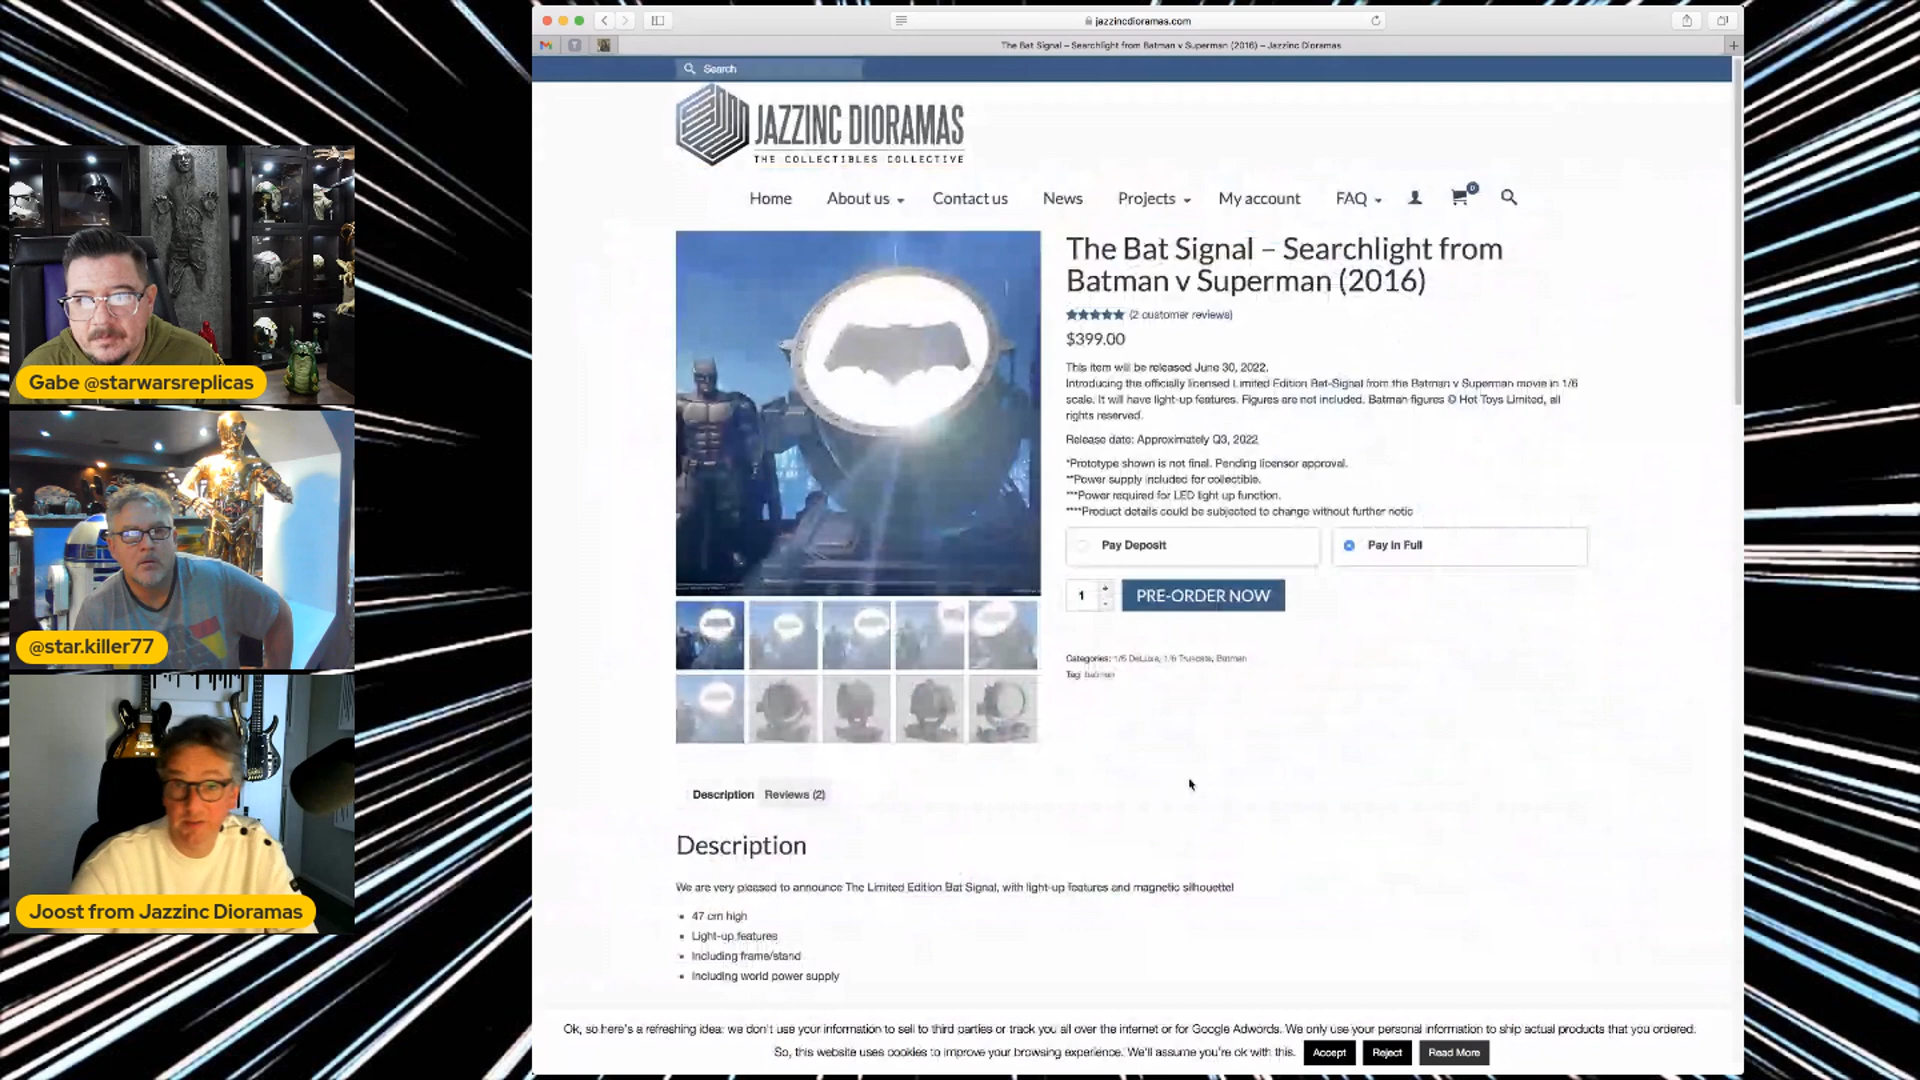 jazzincdioramas.com
The Bat Signal – Searchlight from Batman v Superman (2016) – Jazzinc Dioramas
Search
JAZZINC DIORAMAS
THE COLLECTIBLES COLLECTIVE
Home About us Contact us News Projects My account FAQ 0
The Bat Signal – Searchlight from
Batman v Superman (2016)
(2 customer reviews)
$399.00
This item will be released June 30, 2022.
Introducing the officially licensed Limited Edition Bat-Signal from the Batman v Superman movie in 1/6
scale. It will have light-up features. Figures are not included. Batman figures © Hot Toys Limited, all
rights reserved.
Release date: Approximately Q3, 2022
*Prototype shown is not final. Pending licensor approval.
**Power supply included for collectible.
***Power required for LED light up function.
****Product details could be subjected to change without further notic
Pay Deposit Pay in Full
1 PRE-ORDER NOW
Categories: 1/6 DeLuxe, 1/6 Truscale, Batman
Tag: batman
Description Reviews (2)
Description
We are very pleased to announce The Limited Edition Bat Signal, with light-up features and magnetic silhouette!
47 cm high
Light-up features
Including frame/stand
Including world power supply
Ok, so here's a refreshing idea: we don't use your information to sell to third parties or track you all over the internet or for Google Adwords. We only use your personal information to ship actual products that you ordered.
So, this website uses cookies to improve your browsing experience. We'll assume you're ok with this. Accept Reject Read More
Gabe @starwarsreplicas
@star.killer77
Joost from Jazzinc Dioramas